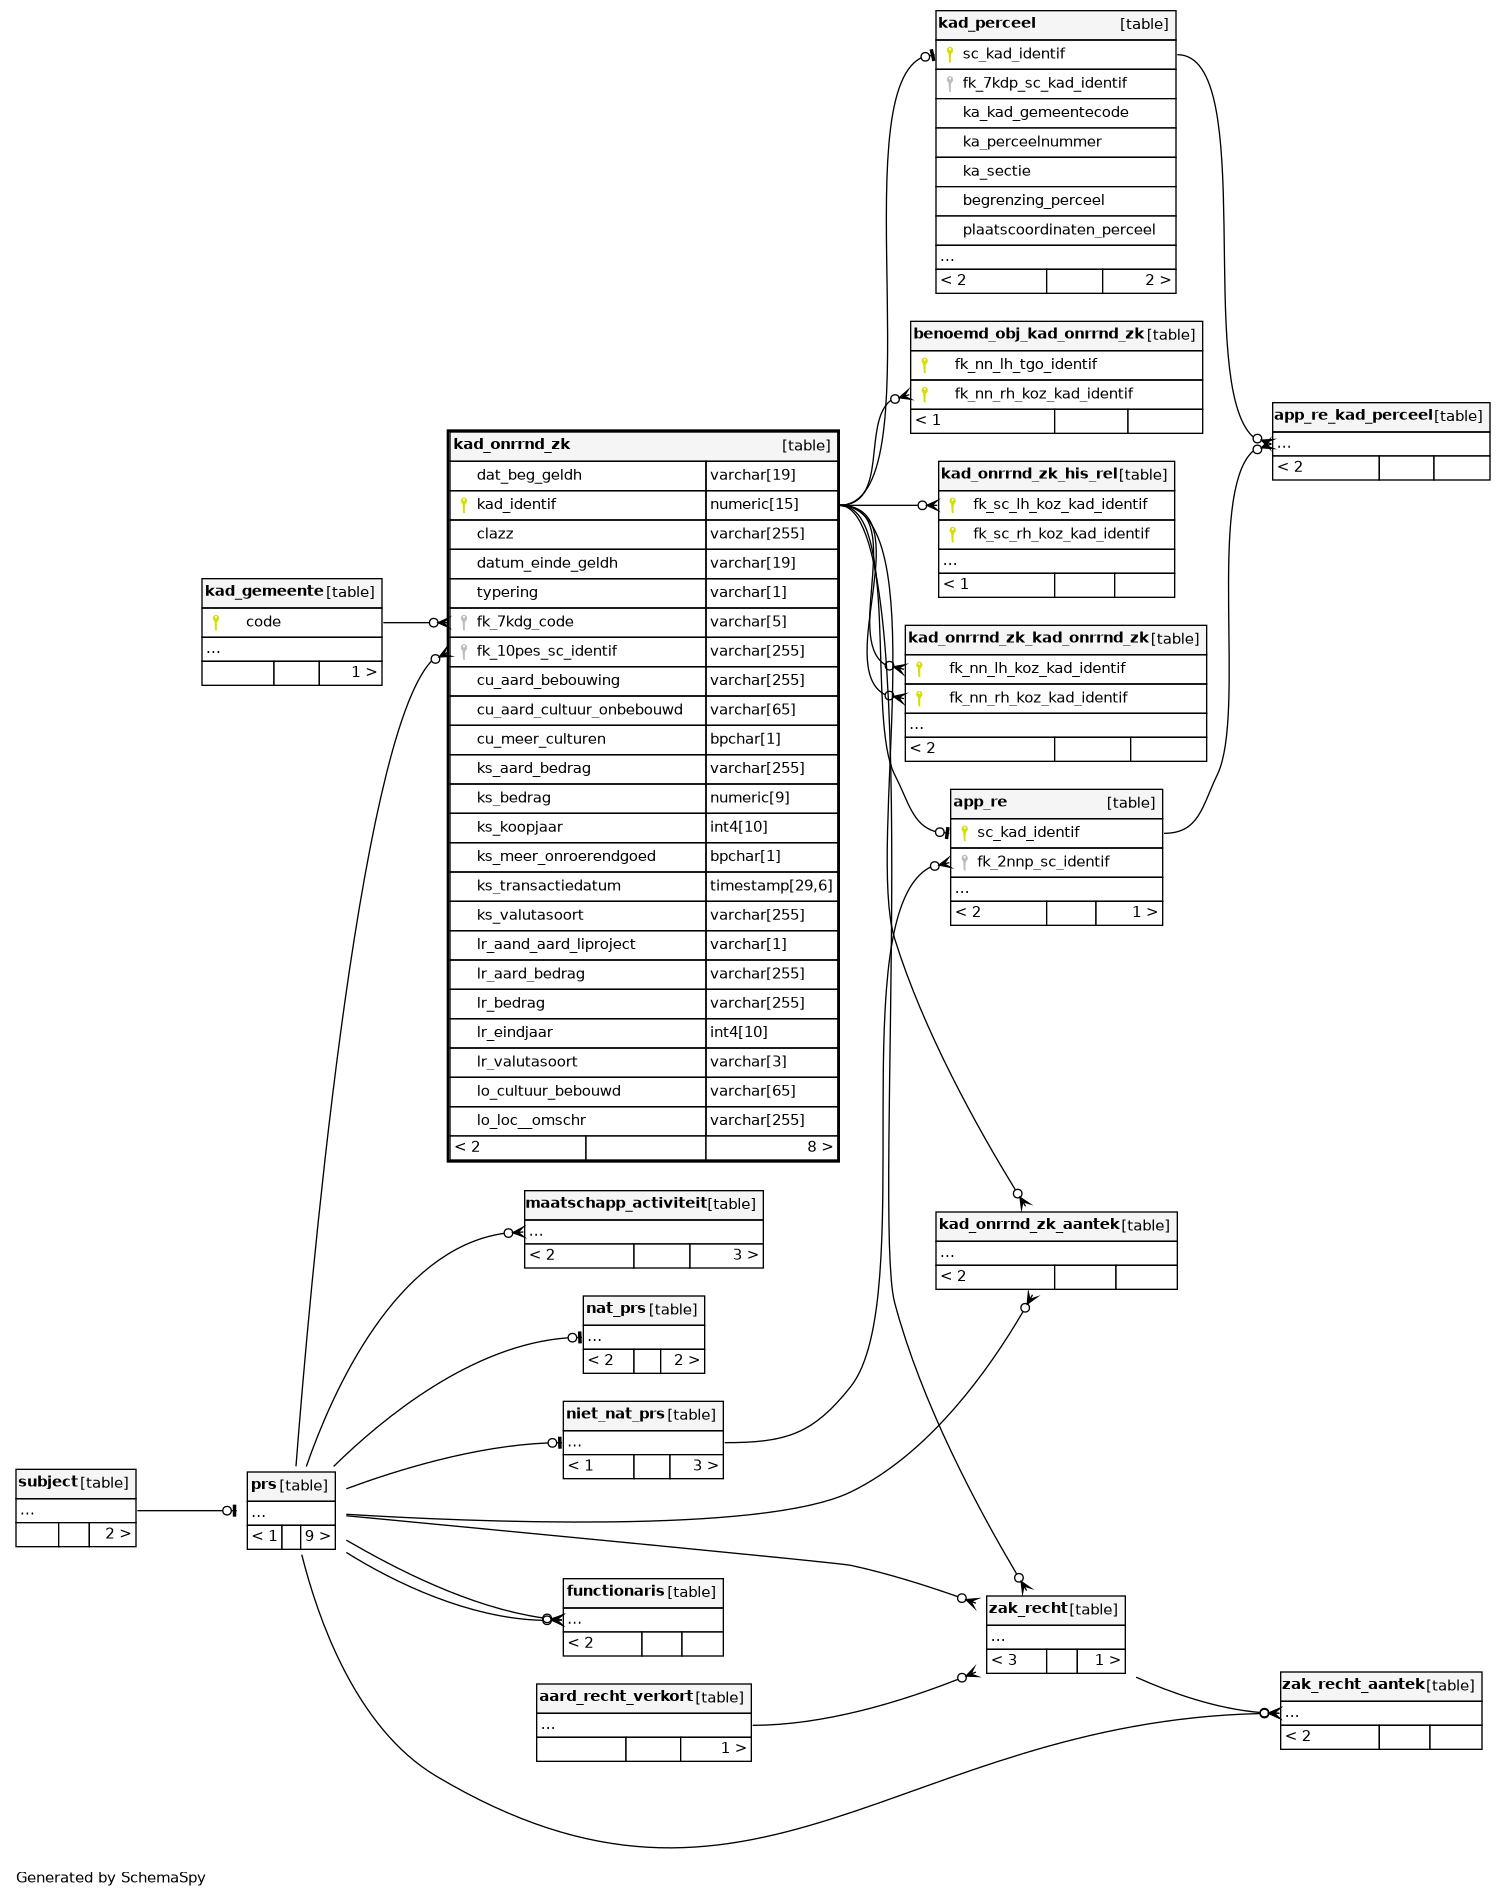 kad_perceel [table]
sc_kad_identif
fk_7kdp_sc_kad_identif
ka_kad_gemeentecode
ka_perceelnummer
ka_sectie
begrenzing_perceel
plaatscoordinaten_perceel
...
< 2 2 >
benoemd_obj_kad_onrrnd_zk [table]
fk_nn_lh_tgo_identif
fk_nn_rh_koz_kad_identif
< 1
app_re_kad_perceel [table]
...
< 2
kad_onrrnd_zk [table]
dat_beg_geldh varchar[19]
kad_identif numeric[15]
clazz varchar[255]
datum_einde_geldh varchar[19]
typering varchar[1]
fk_7kdg_code varchar[5]
fk_10pes_sc_identif varchar[255]
cu_aard_bebouwing varchar[255]
cu_aard_cultuur_onbebouwd varchar[65]
cu_meer_culturen bpchar[1]
ks_aard_bedrag varchar[255]
ks_bedrag numeric[9]
ks_koopjaar int4[10]
ks_meer_onroerendgoed bpchar[1]
ks_transactiedatum timestamp[29,6]
ks_valutasoort varchar[255]
lr_aand_aard_liproject varchar[1]
lr_aard_bedrag varchar[255]
lr_bedrag varchar[255]
lr_eindjaar int4[10]
lr_valutasoort varchar[3]
lo_cultuur_bebouwd varchar[65]
lo_loc__omschr varchar[255]
< 2 8 >
kad_onrrnd_zk_his_rel [table]
fk_sc_lh_koz_kad_identif
fk_sc_rh_koz_kad_identif
...
< 1
kad_gemeente [table]
code
...
1 >
kad_onrrnd_zk_kad_onrrnd_zk [table]
fk_nn_lh_koz_kad_identif
fk_nn_rh_koz_kad_identif
...
< 2
app_re [table]
sc_kad_identif
fk_2nnp_sc_identif
...
< 2 1 >
maatschapp_activiteit [table]
...
< 2 3 >
kad_onrrnd_zk_aantek [table]
...
< 2
nat_prs [table]
...
< 2 2 >
niet_nat_prs [table]
...
< 1 3 >
subject [table]
...
2 >
prs [table]
...
< 1 9 >
functionaris [table]
...
< 2
zak_recht [table]
...
< 3 1 >
aard_recht_verkort [table]
...
1 >
zak_recht_aantek [table]
...
< 2
Generated by SchemaSpy